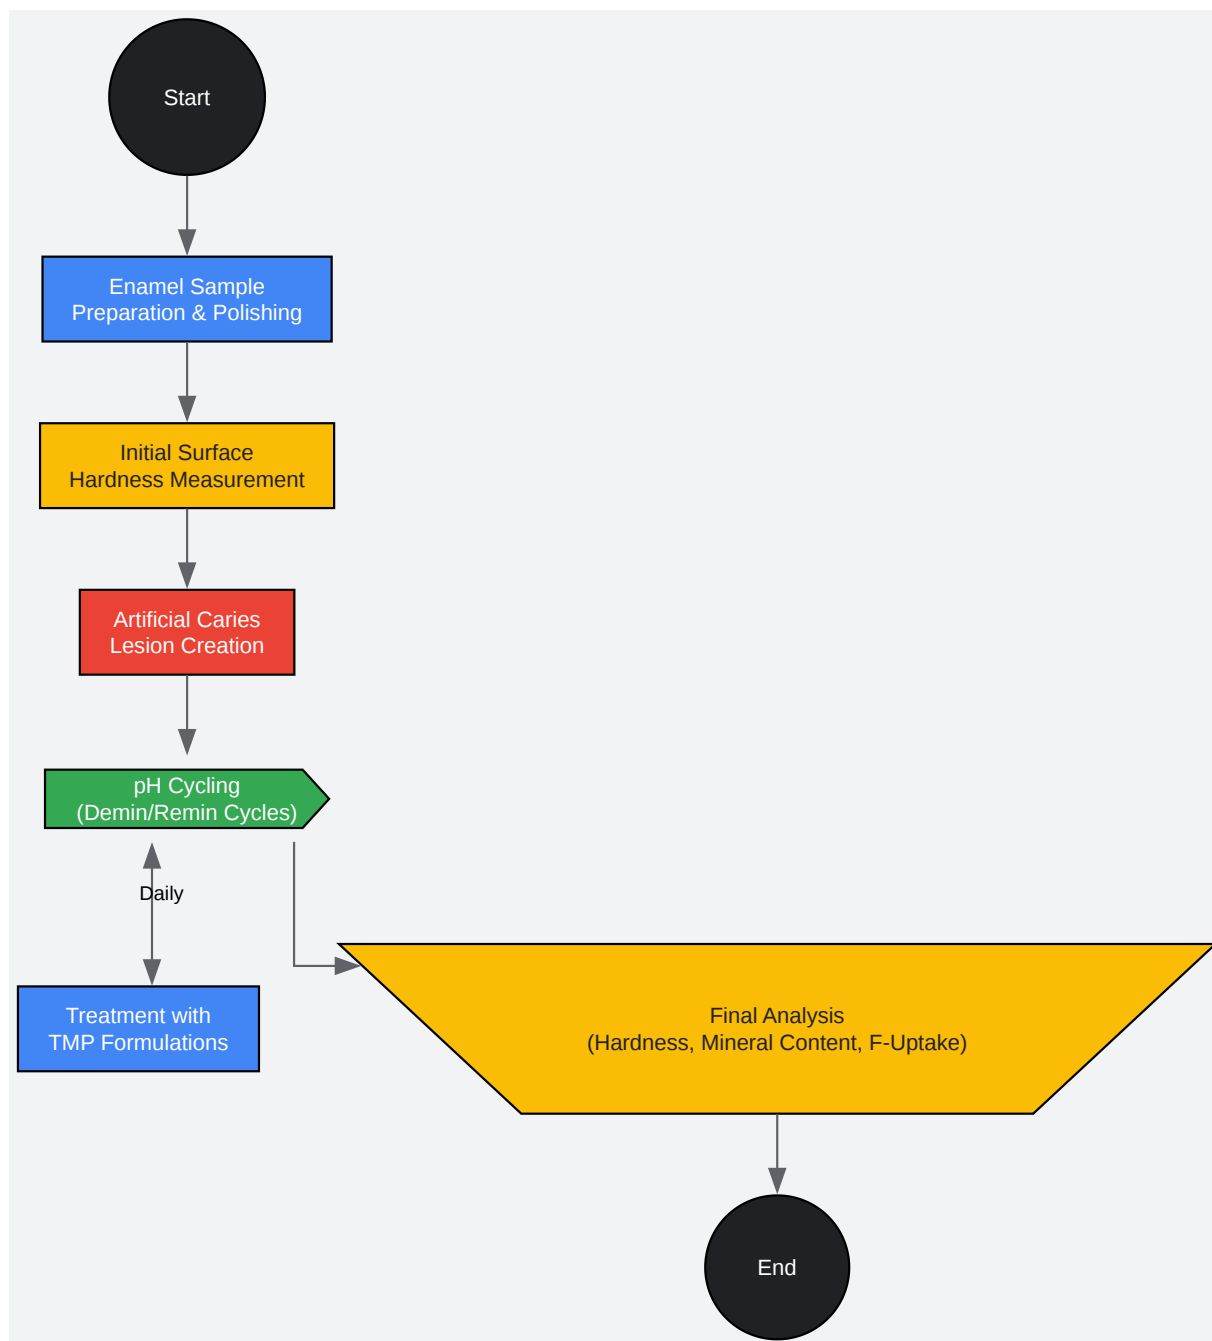 Start
Enamel Sample
Preparation & Polishing
Initial Surface
Hardness Measurement
Artificial Caries
Lesion Creation
pH Cycling
(Demin/Remin Cycles)
Daily
Treatment with
TMP Formulations
Final Analysis
(Hardness, Mineral Content, F-Uptake)
End